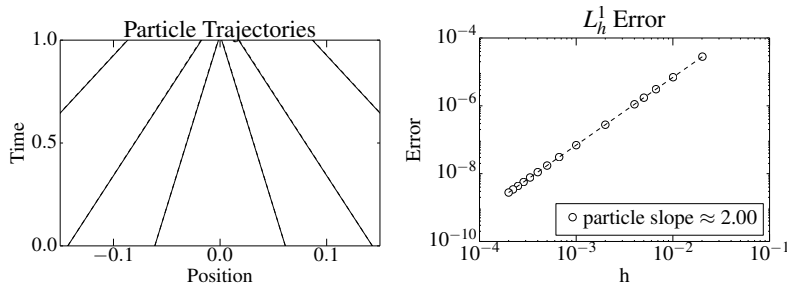 Particle Trajectories
1.0
0.5
0.0
Time
−0.1
0.0
0.1
Position
L_h^1 Error
10^−4
10^−6
10^−8
10^−10
Error
particle slope ≈ 2.00
10^−4
10^−3
10^−2
10^−1
h